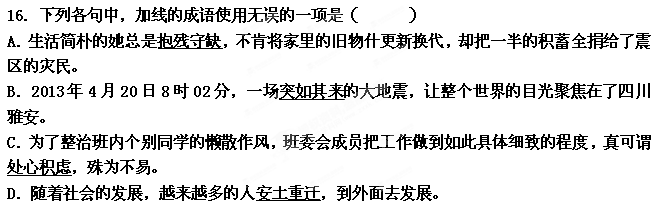 16. 下列各句中，加线的成语使用无误的一项是（　　）
A. 生活简朴的她总是抱残守缺，不肯将家里的旧物什更新换代，却把一半的积蓄全捐给了震
区的灾民。
B. 2013年4月20日8时02分，一场突如其来的大地震，让整个世界的目光聚焦在了四川
雅安。
C. 为了整治班内个别同学的懒散作风，班委会成员把工作做到如此具体细致的程度，真可谓
处心积虑，殊为不易。
D. 随着社会的发展，越来越多的人安土重迁，到外面去发展。